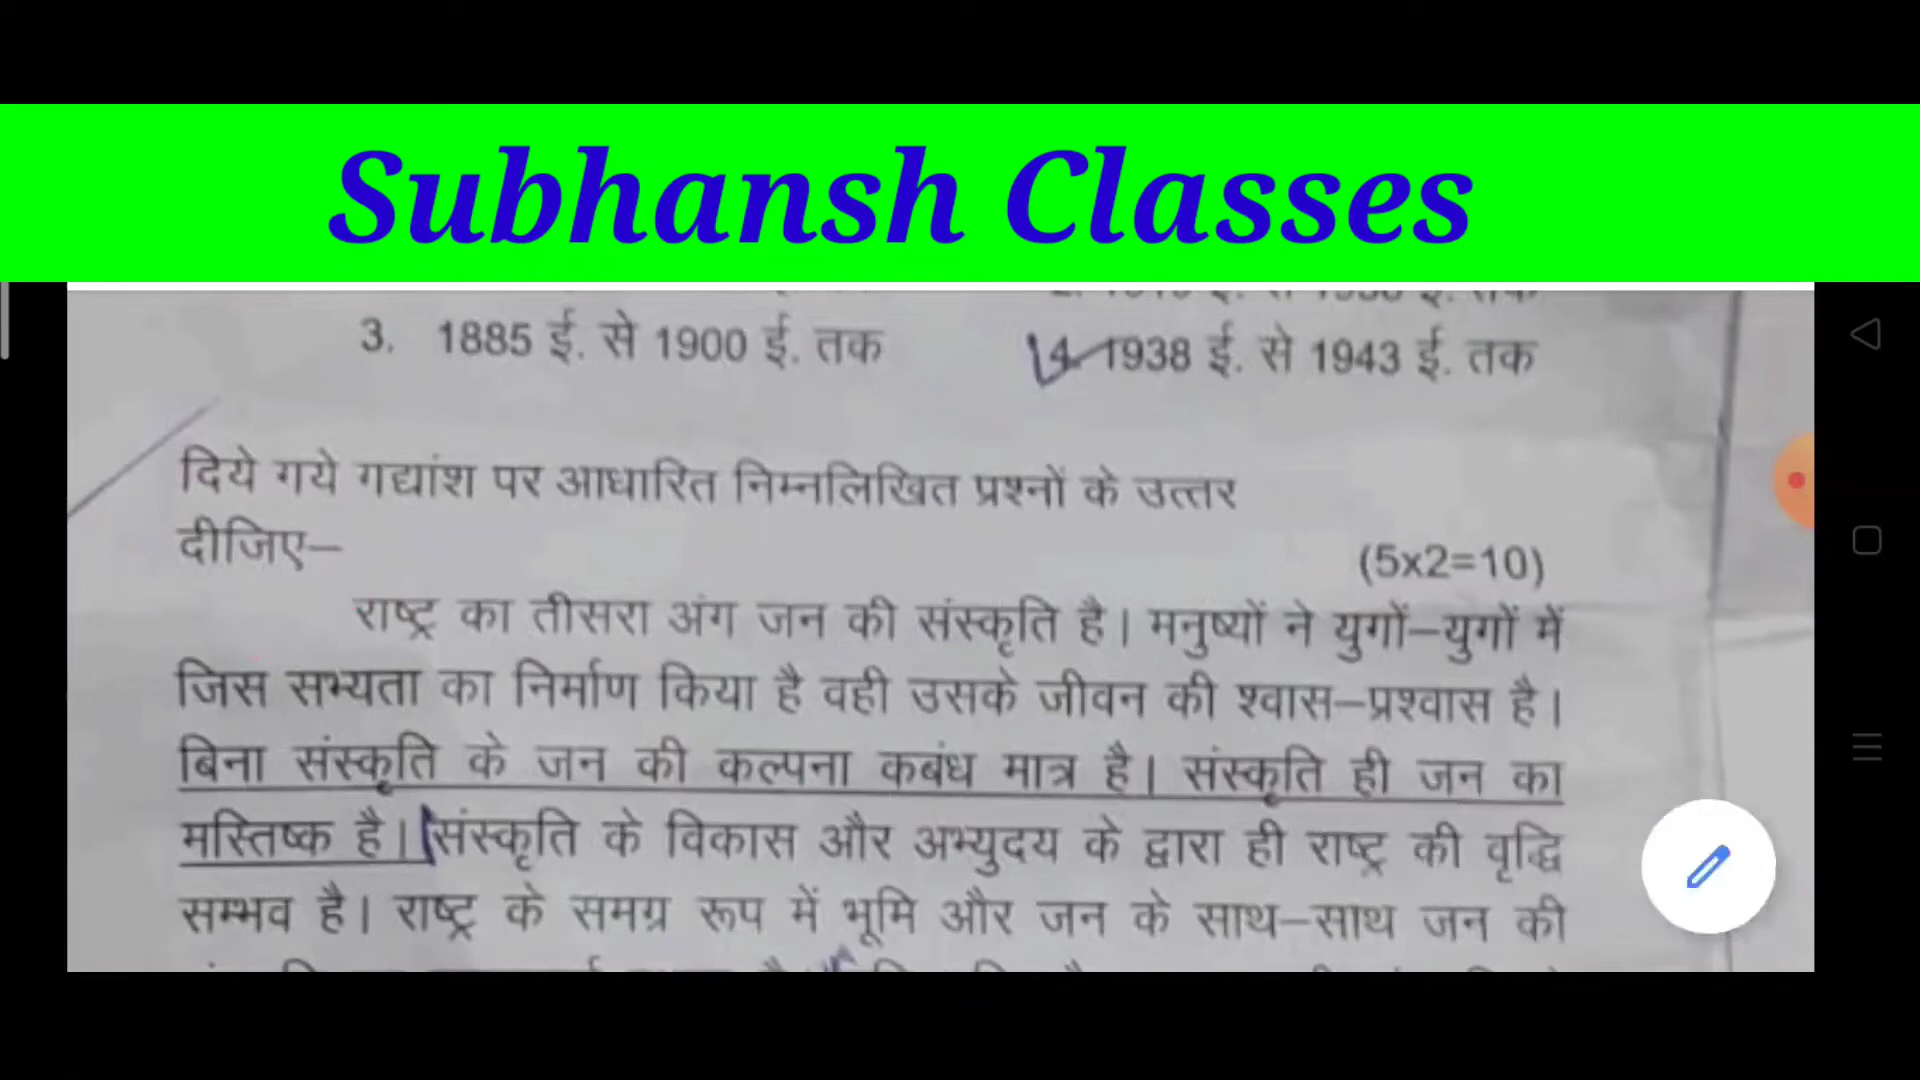 Subhansh Classes
3. 1885 ई. से 1900 ई. तक
4. 1938 ई. से 1943 ई. तक
दिये गये गद्यांश पर आधारित निम्नलिखित प्रश्नों के उत्तर
दीजिए–
(5x2=10)
राष्ट्र का तीसरा अंग जन की संस्कृति है। मनुष्यों ने युगों–युगों में
जिस सभ्यता का निर्माण किया है वही उसके जीवन की श्वास–प्रश्वास है।
बिना संस्कृति के जन की कल्पना कबंध मात्र है। संस्कृति ही जन का
मस्तिष्क है। संस्कृति के विकास और अभ्युदय के द्वारा ही राष्ट्र की वृद्धि
सम्भव है। राष्ट्र के समग्र रूप में भूमि और जन के साथ–साथ जन की